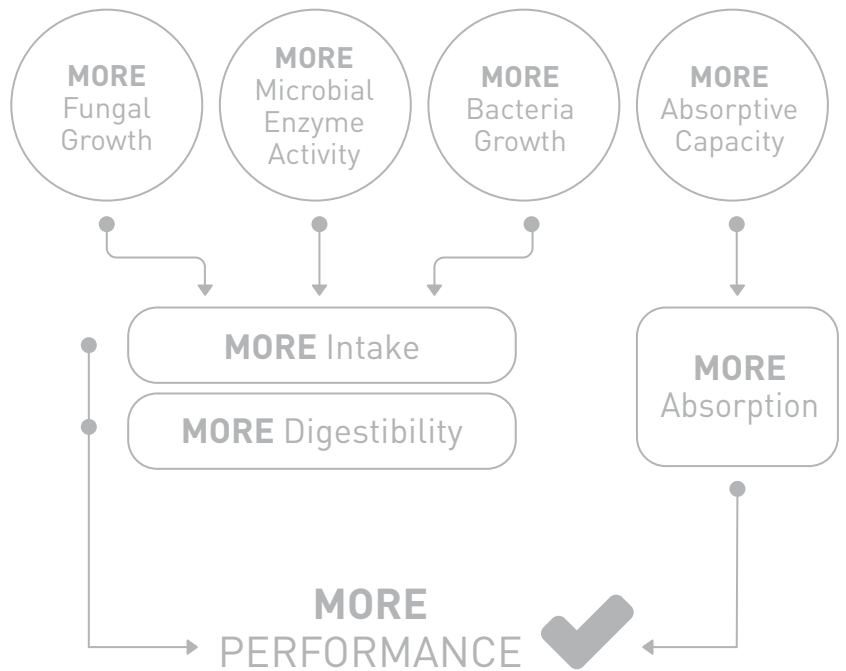 MORE
Fungal
Growth
MORE
Microbial
Enzyme
Activity
MORE
Bacteria
Growth
MORE
Absorptive
Capacity
MORE Intake
MORE Digestibility
MORE
Absorption
MORE
PERFORMANCE